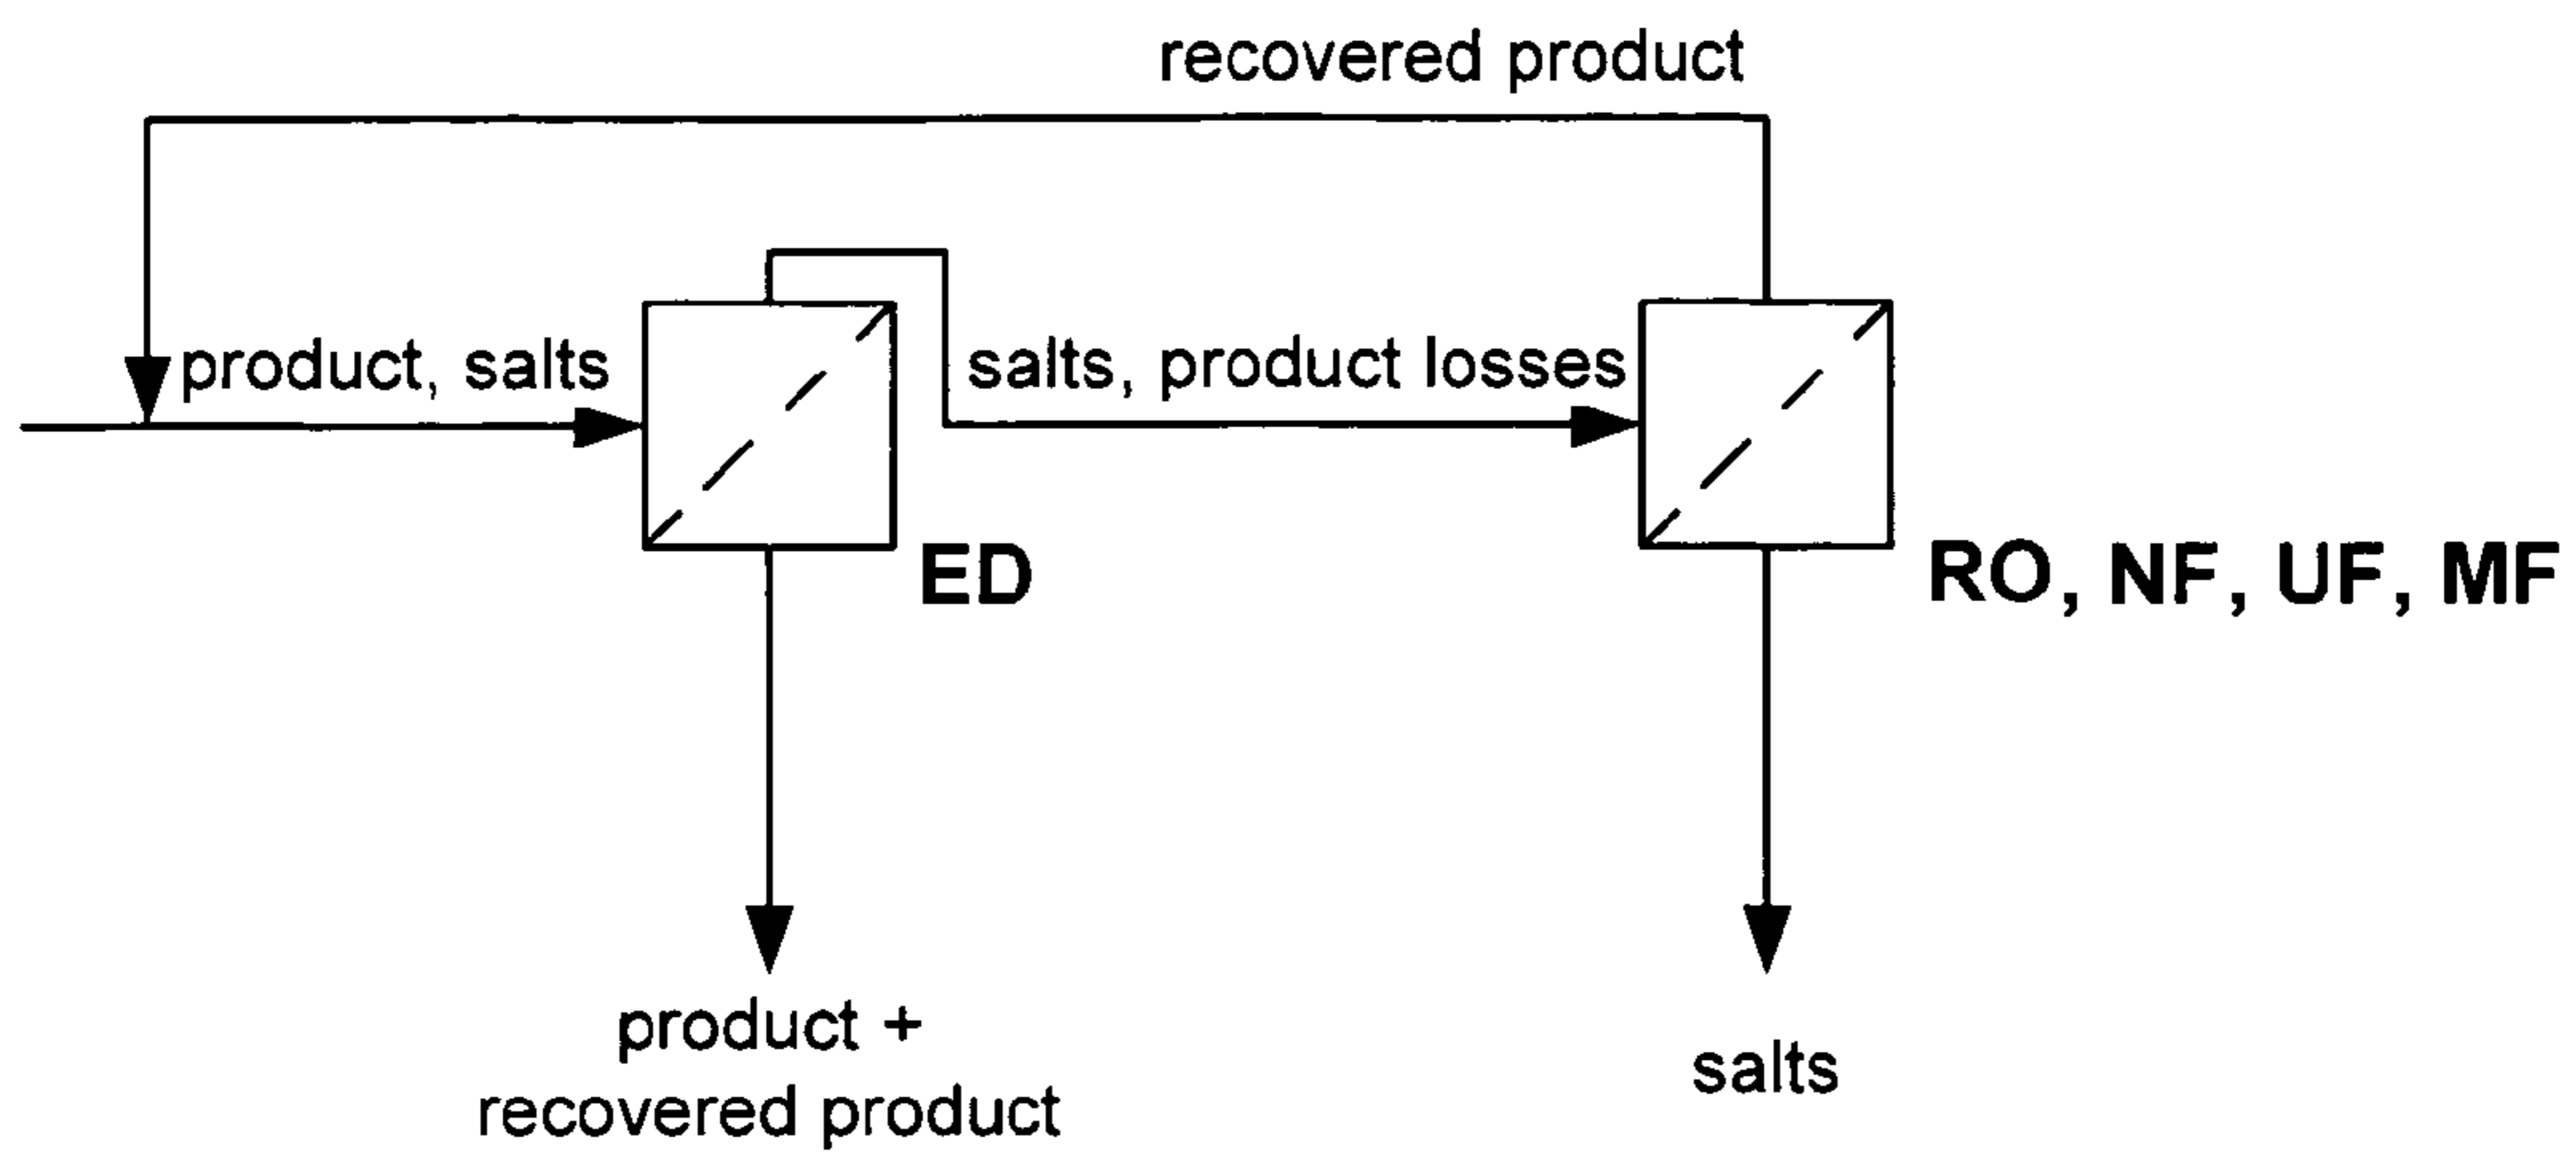 recovered product
product, salts
salts, product losses
ED
RO, NF, UF, MF
product +
recovered product
salts